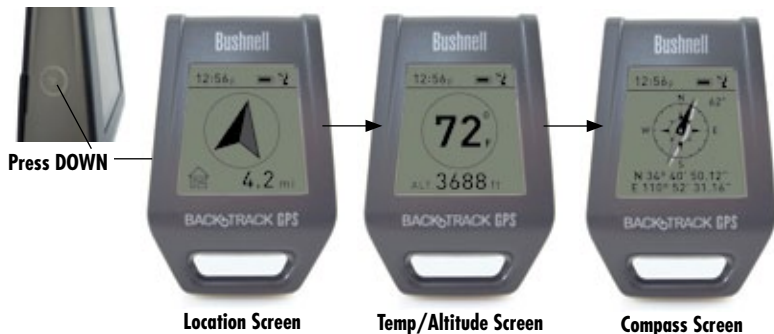 Press DOWN
Bushnell
12:56p
4.2 mi
BACKTRACK GPS
Location Screen
Bushnell
12:56p
72°F
ALT 3688 ft
BACKTRACK GPS
Temp/Altitude Screen
Bushnell
12:56p
N
62°
W
E
S
N 34° 40' 50.12"
E 110° 52' 31.16"
BACKTRACK GPS
Compass Screen